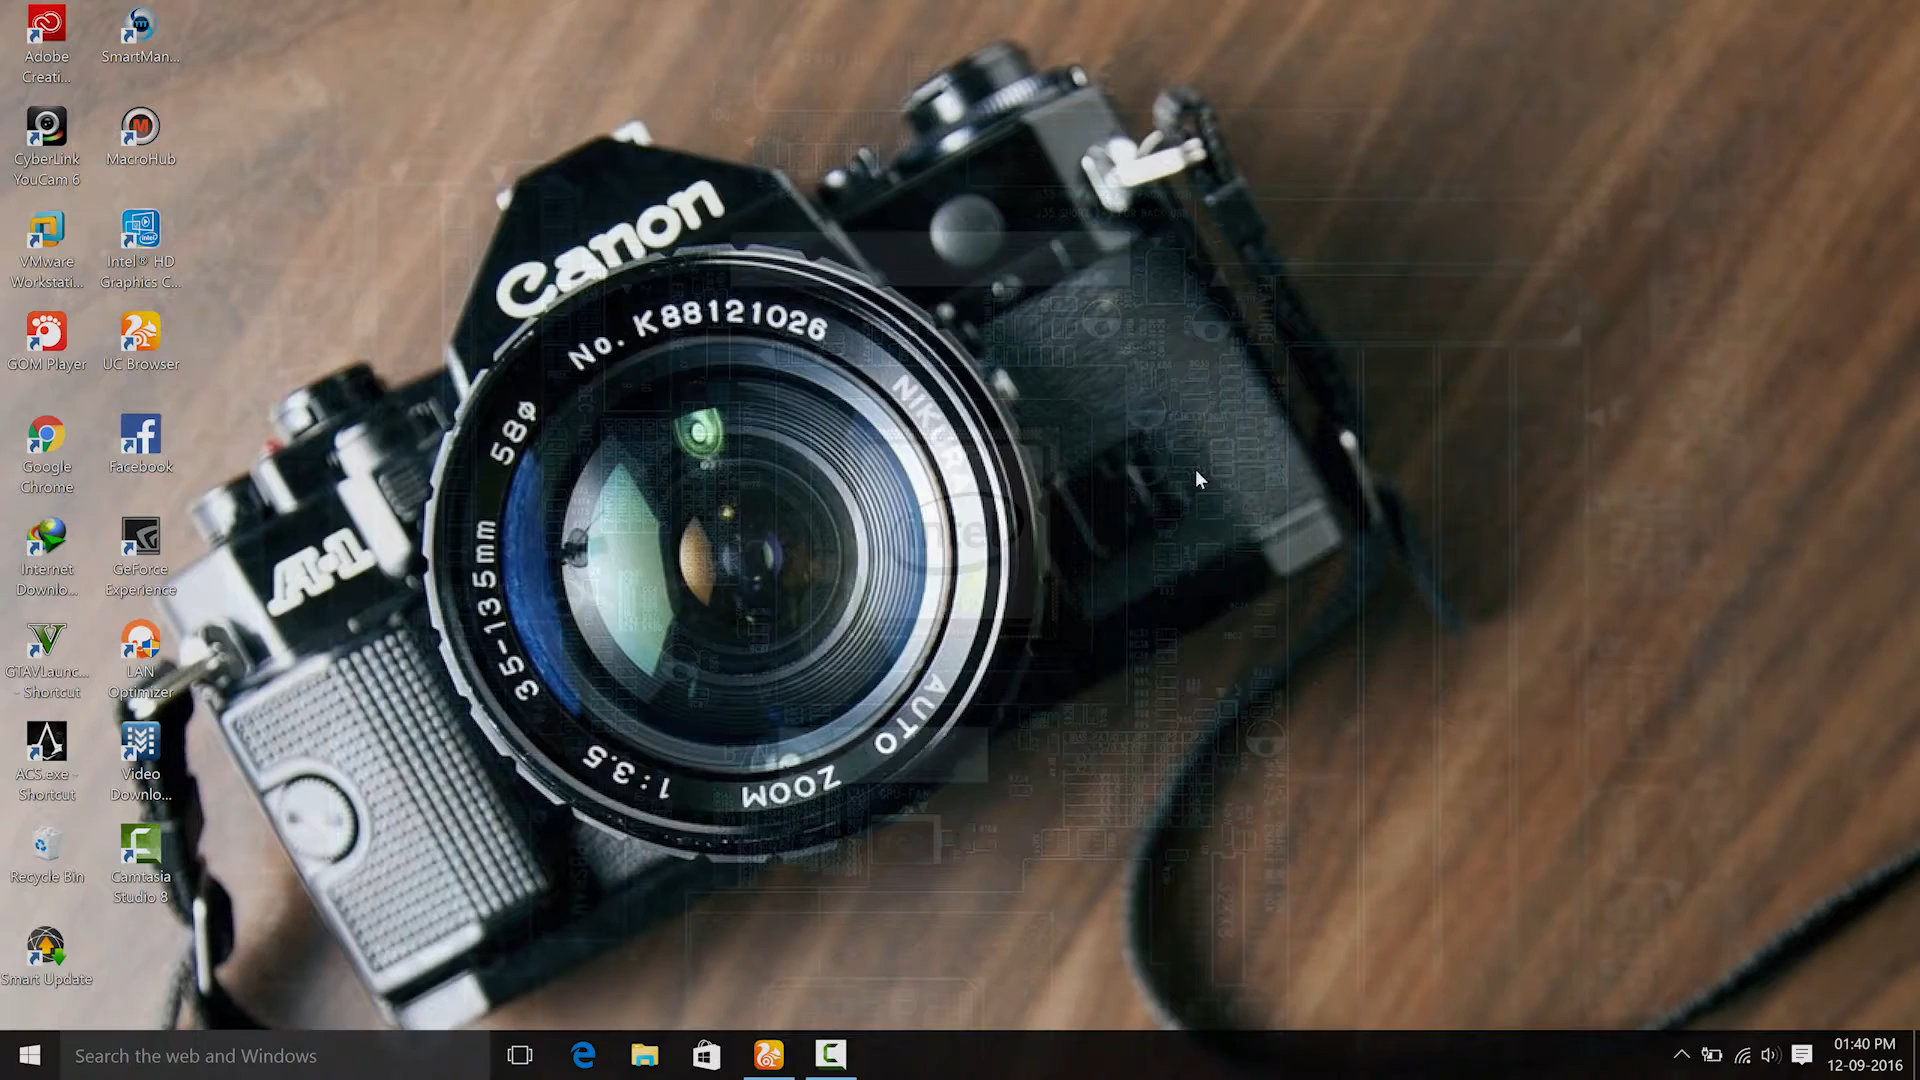 Adobe
Creati...
SmartMan...
CyberLink
YouCam 6
MacroHub
VMware
Workstati...
Intel® HD
Graphics C...
GOM Player
UC Browser
Google
Chrome
Facebook
Internet
Downlo...
GeForce
Experience
GTAVLaunc...
- Shortcut
LAN
Optimizer
ACS.exe -
Shortcut
Video
Downlo...
Recycle Bin
Camtasia
Studio 8
Smart Update
Canon
No. K88121026
NIKURA
58ø
35-135mm
1:3.5
ZOOM
AUTO
A-1
intel
Search the web and Windows
01:40 PM
12-09-2016